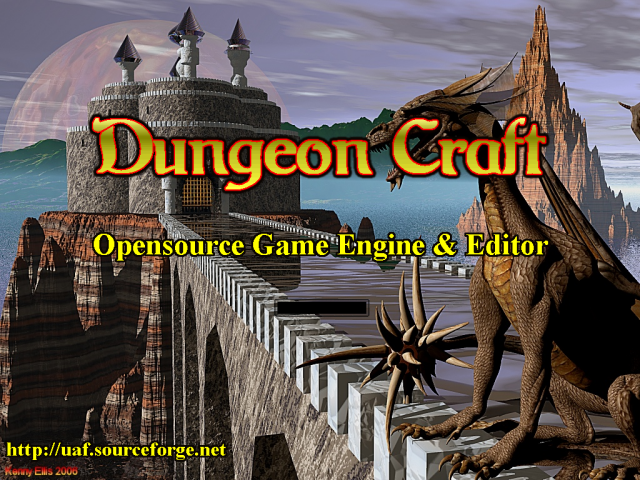 Dungeon Craft
Opensource Game Engine & Editor
http://uaf.sourceforge.net
Kenny Ellis 2006